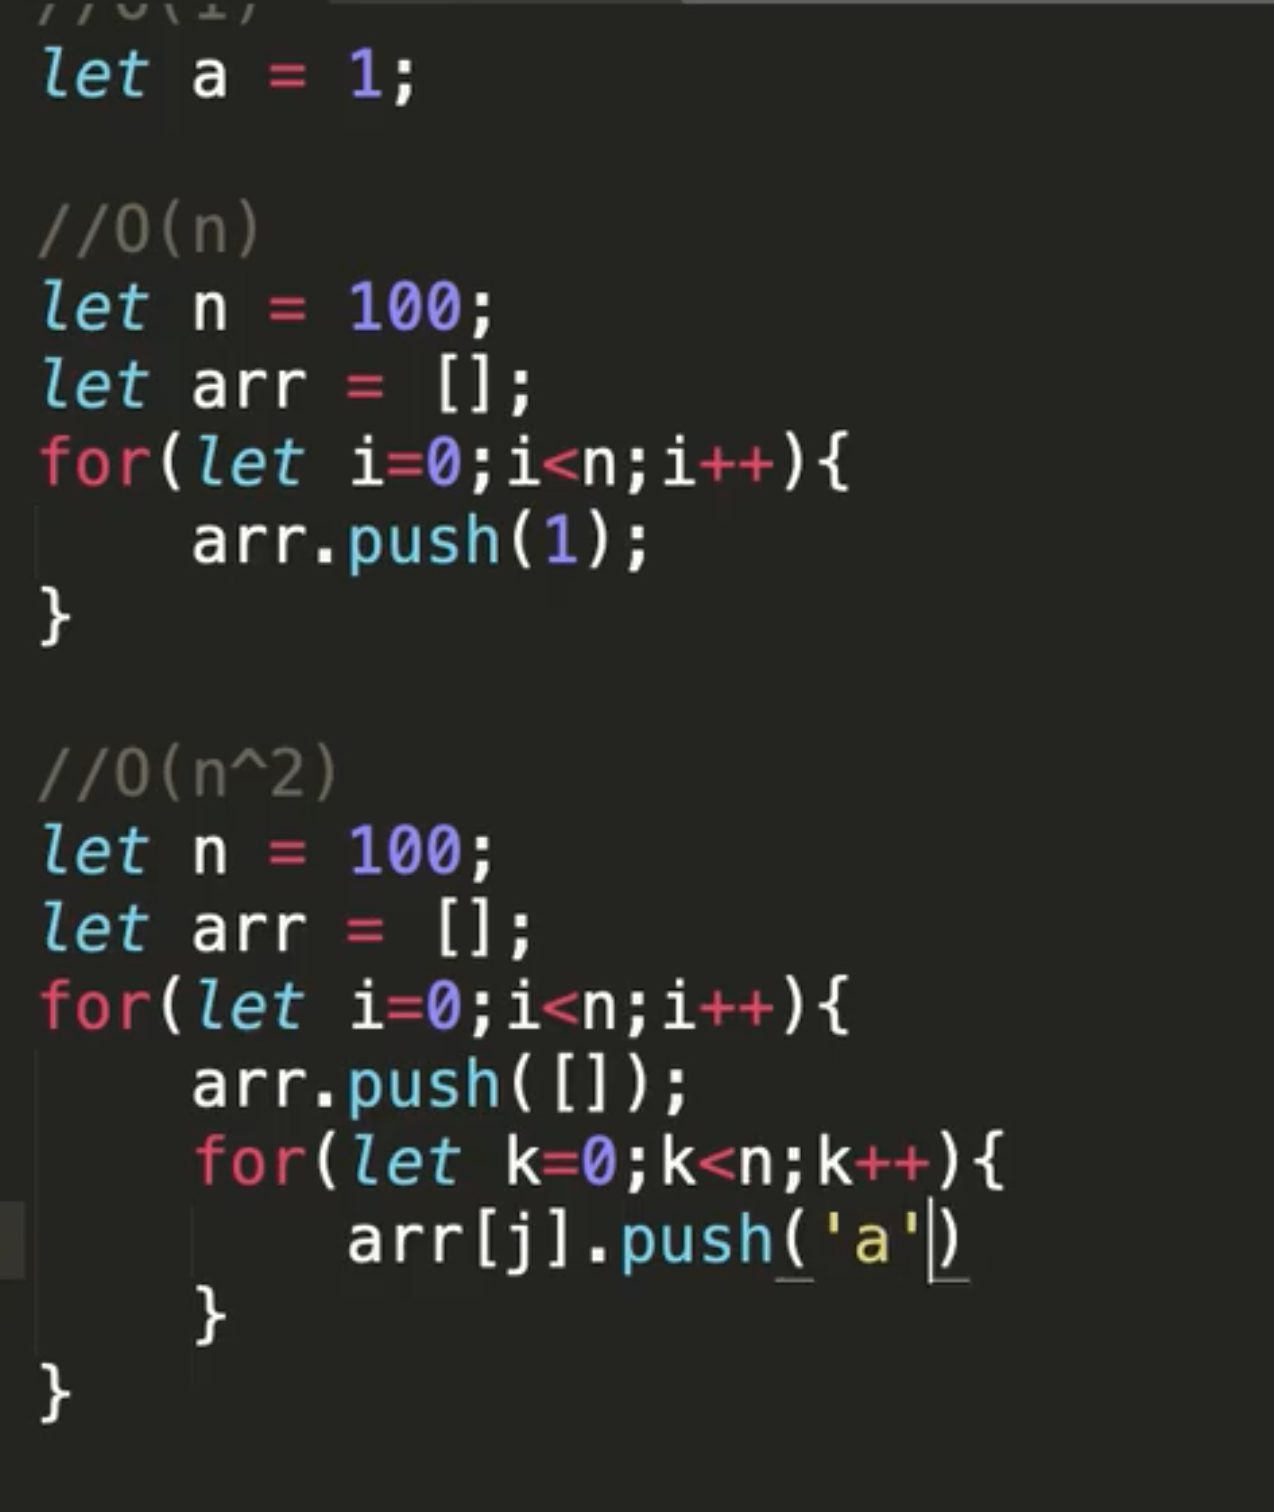 //O(1)
let a = 1;
//O(n)
let n = 100;
let arr = [];
for(let i=0;i<n;i++){
arr.push(1);
}
//O(n^2)
let n = 100;
let arr = [];
for(let i=0;i<n;i++){
arr.push([]);
for(let k=0;k<n;k++){
arr[j].push('a')
}
}